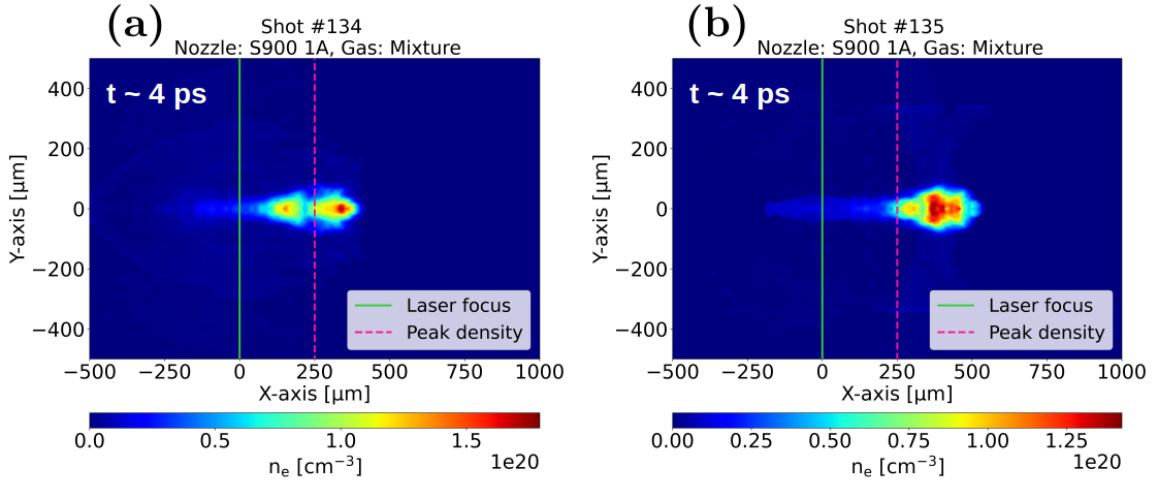 (a)
Shot #134
Nozzle: S900 1A, Gas: Mixture
t ~ 4 ps
Y-axis [μm]
400
200
0
−200
−400
Laser focus
Peak density
−500 −250 0 250 500 750 1000
X-axis [μm]
0.0 0.5 1.0 1.5
1e20
n_e [cm⁻³]
(b)
Shot #135
Nozzle: S900 1A, Gas: Mixture
t ~ 4 ps
Y-axis [μm]
400
200
0
−200
−400
Laser focus
Peak density
−500 −250 0 250 500 750 1000
X-axis [μm]
0.00 0.25 0.50 0.75 1.00 1.25
1e20
n_e [cm⁻³]